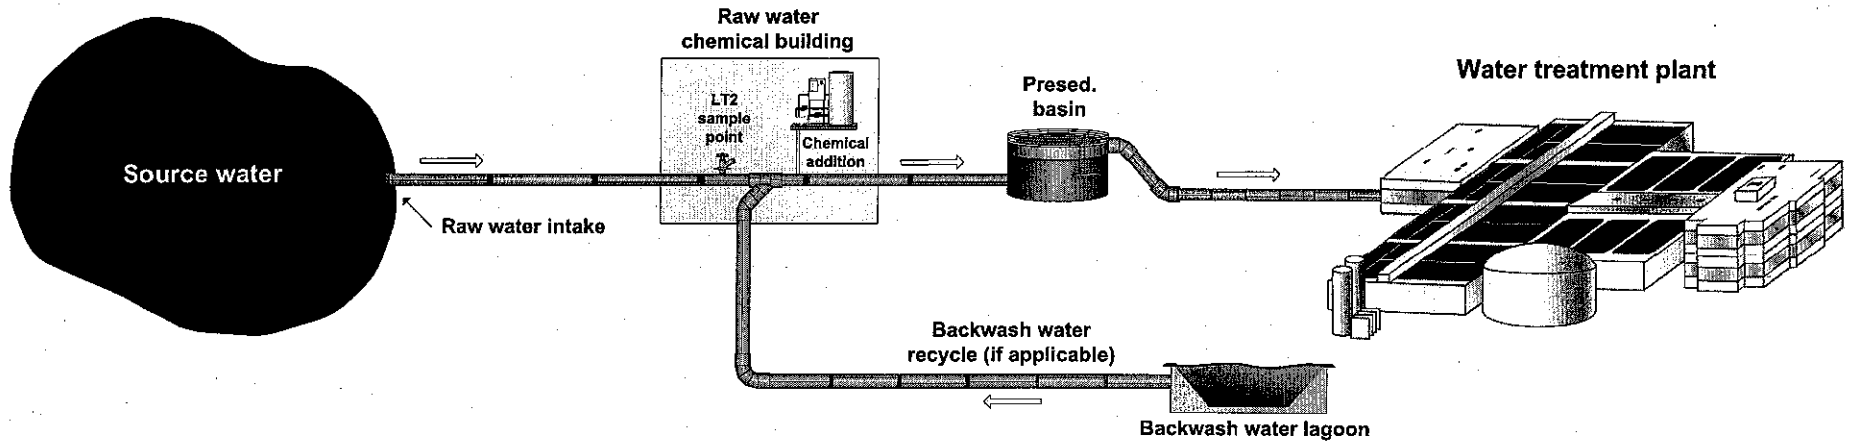 Raw water
chemical building
Water treatment plant
Presed.
basin
LT2
sample
point
Chemical
addition
Source water
Raw water intake
Backwash water
recycle (if applicable)
Backwash water lagoon